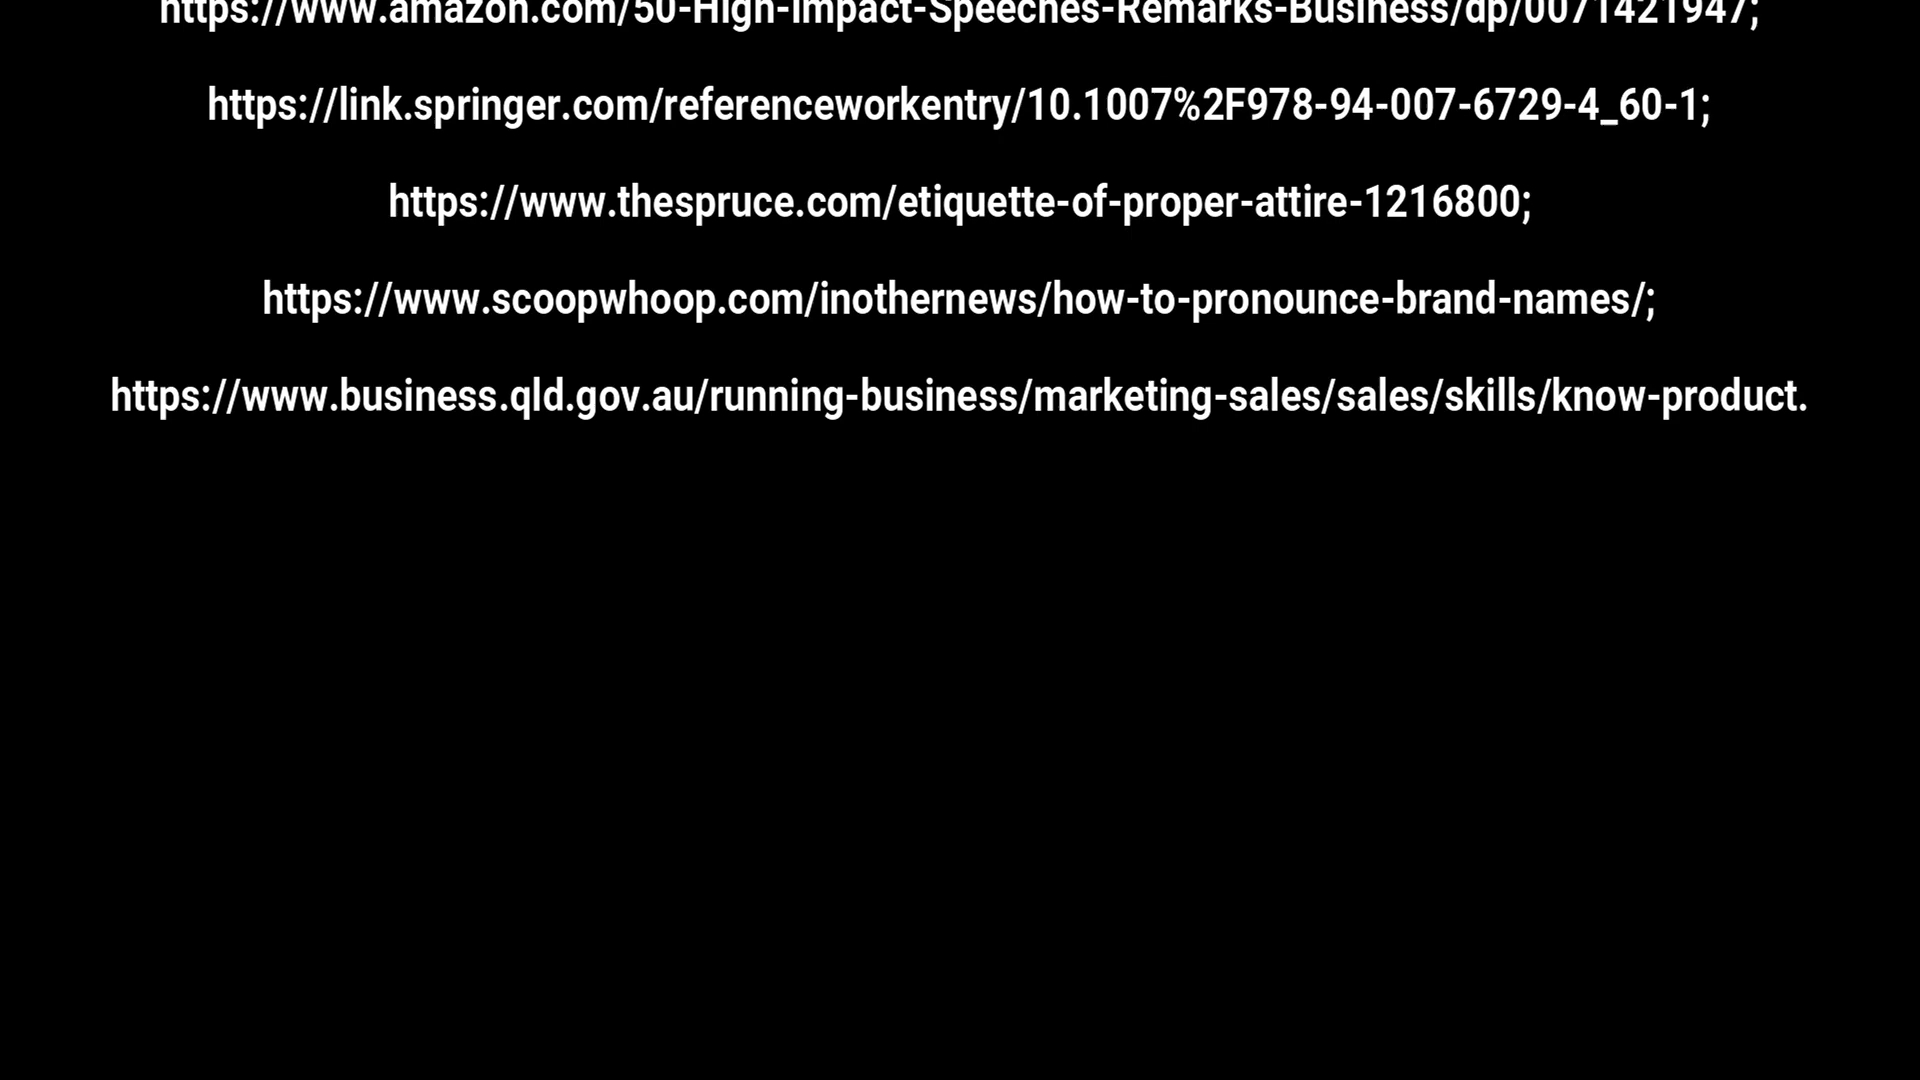 https://www.amazon.com/50-High-Impact-Speeches-Remarks-Business/dp/0071421947;
https://link.springer.com/referenceworkentry/10.1007%2F978-94-007-6729-4_60-1;
https://www.thespruce.com/etiquette-of-proper-attire-1216800;
https://www.scoopwhoop.com/inothernews/how-to-pronounce-brand-names/;
https://www.business.qld.gov.au/running-business/marketing-sales/sales/skills/know-product.